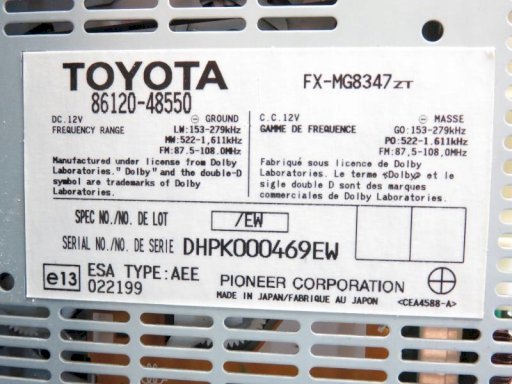 TOYOTA
86120-48550
FX-MG8347ZT
DC.12V ⊖ GROUND
FREQUENCY RANGE LW:153-279kHz
MW:522-1,611kHz
FM:87.5-108.0MHz
C.C.12V ⊖ MASSE
GAMME DE FREQUENCE GO:153-279kHz
PO:522-1.611kHz
FM:87,5-108,0MHz
Manufactured under license from Dolby
Laboratories." Dolby" and the double-D
symbol are trademarks of Dolby
Laboratories.
Fabriqué sous licence de Dolby
Laboratories. Le terme «Dolby» et le
sigle double D sont des marques
commerciales de Dolby Laboratories.
SPEC NO./NO. DE LOT /EW
SERIAL NO./NO. DE SERIE DHPK000469EW
e13 ESA TYPE:AEE
022199
PIONEER CORPORATION
MADE IN JAPAN/FABRIQUE AU JAPON <CEA4588-A>